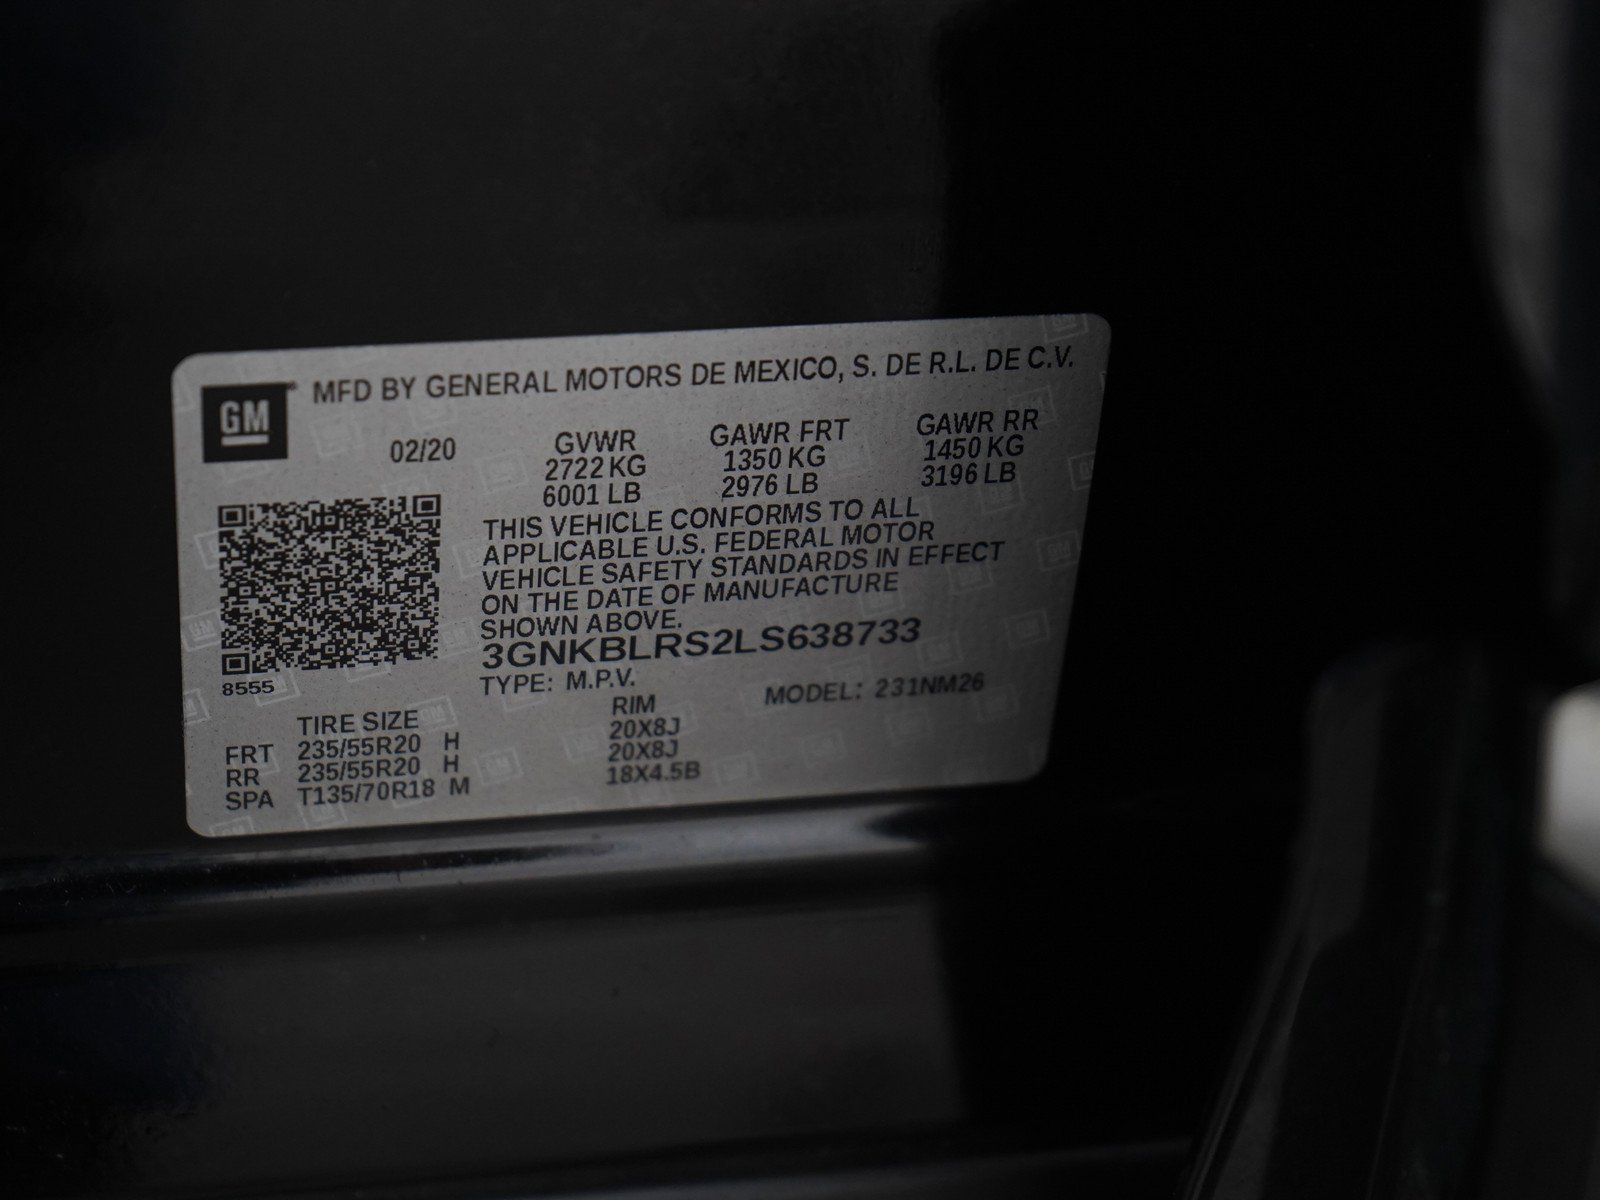 GM
MFD BY GENERAL MOTORS DE MEXICO, S. DE R.L. DE C.V.
02/20
GVWR GAWR FRT GAWR RR
2722 KG 1350 KG 1450 KG
6001 LB 2976 LB 3196 LB
THIS VEHICLE CONFORMS TO ALL
APPLICABLE U.S. FEDERAL MOTOR
VEHICLE SAFETY STANDARDS IN EFFECT
ON THE DATE OF MANUFACTURE
SHOWN ABOVE.
3GNKBLRS2LS638733
8555
TYPE: M.P.V. MODEL: 231NM26
TIRE SIZE RIM
FRT 235/55R20 H 20X8J
RR 235/55R20 H 20X8J
SPA T135/70R18 M 18X4.5B